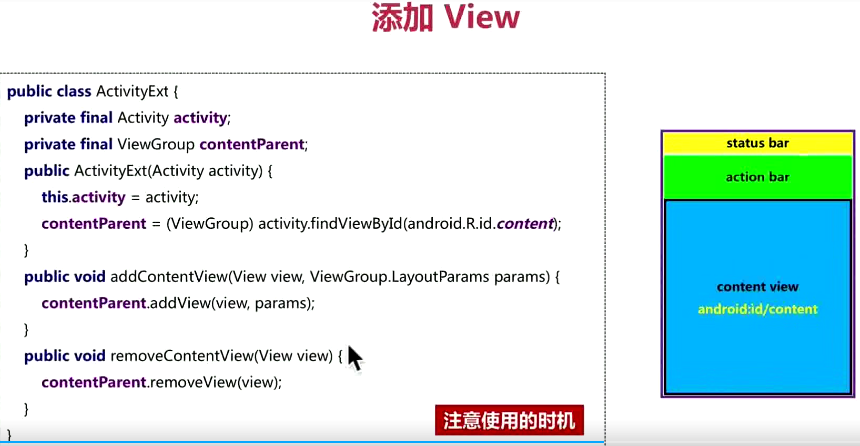 添加 View
public class ActivityExt {
private final Activity activity;
private final ViewGroup contentParent;
public ActivityExt(Activity activity) {
this.activity = activity;
contentParent = (ViewGroup) activity.findViewById(android.R.id.content);
}
public void addContentView(View view, ViewGroup.LayoutParams params) {
contentParent.addView(view, params);
}
public void removeContentView(View view) {
contentParent.removeView(view);
}
}
注意使用的时机
status bar
action bar
content view
android:id/content